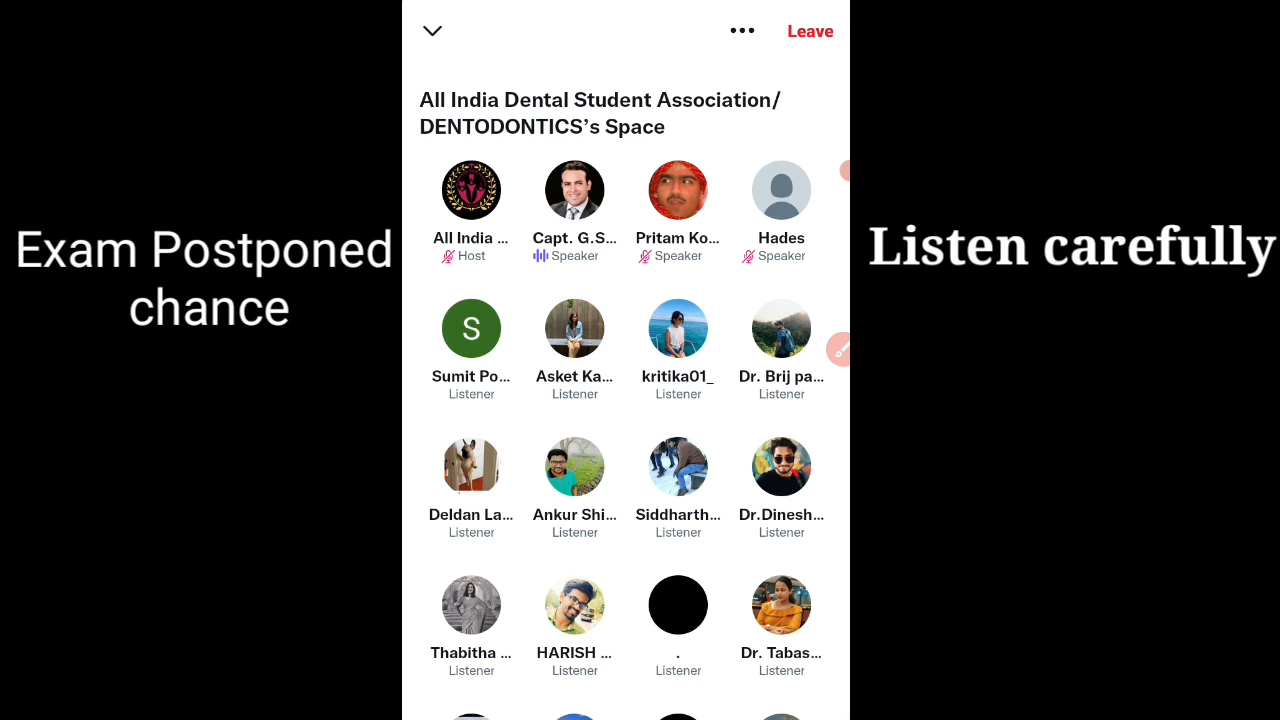 Leave
All India Dental Student Association/
DENTODONTICS’s Space
All India ... Capt. G.S... Pritam Ko... Hades
Host Speaker Speaker Speaker
Exam Postponed
chance
Listen carefully
S
Sumit Po... Asket Ka... kritika01_ Dr. Brij pa...
Listener Listener Listener Listener
Deldan La... Ankur Shi... Siddharth... Dr.Dinesh...
Listener Listener Listener Listener
Thabitha ... HARISH ... . Dr. Tabas...
Listener Listener Listener Listener